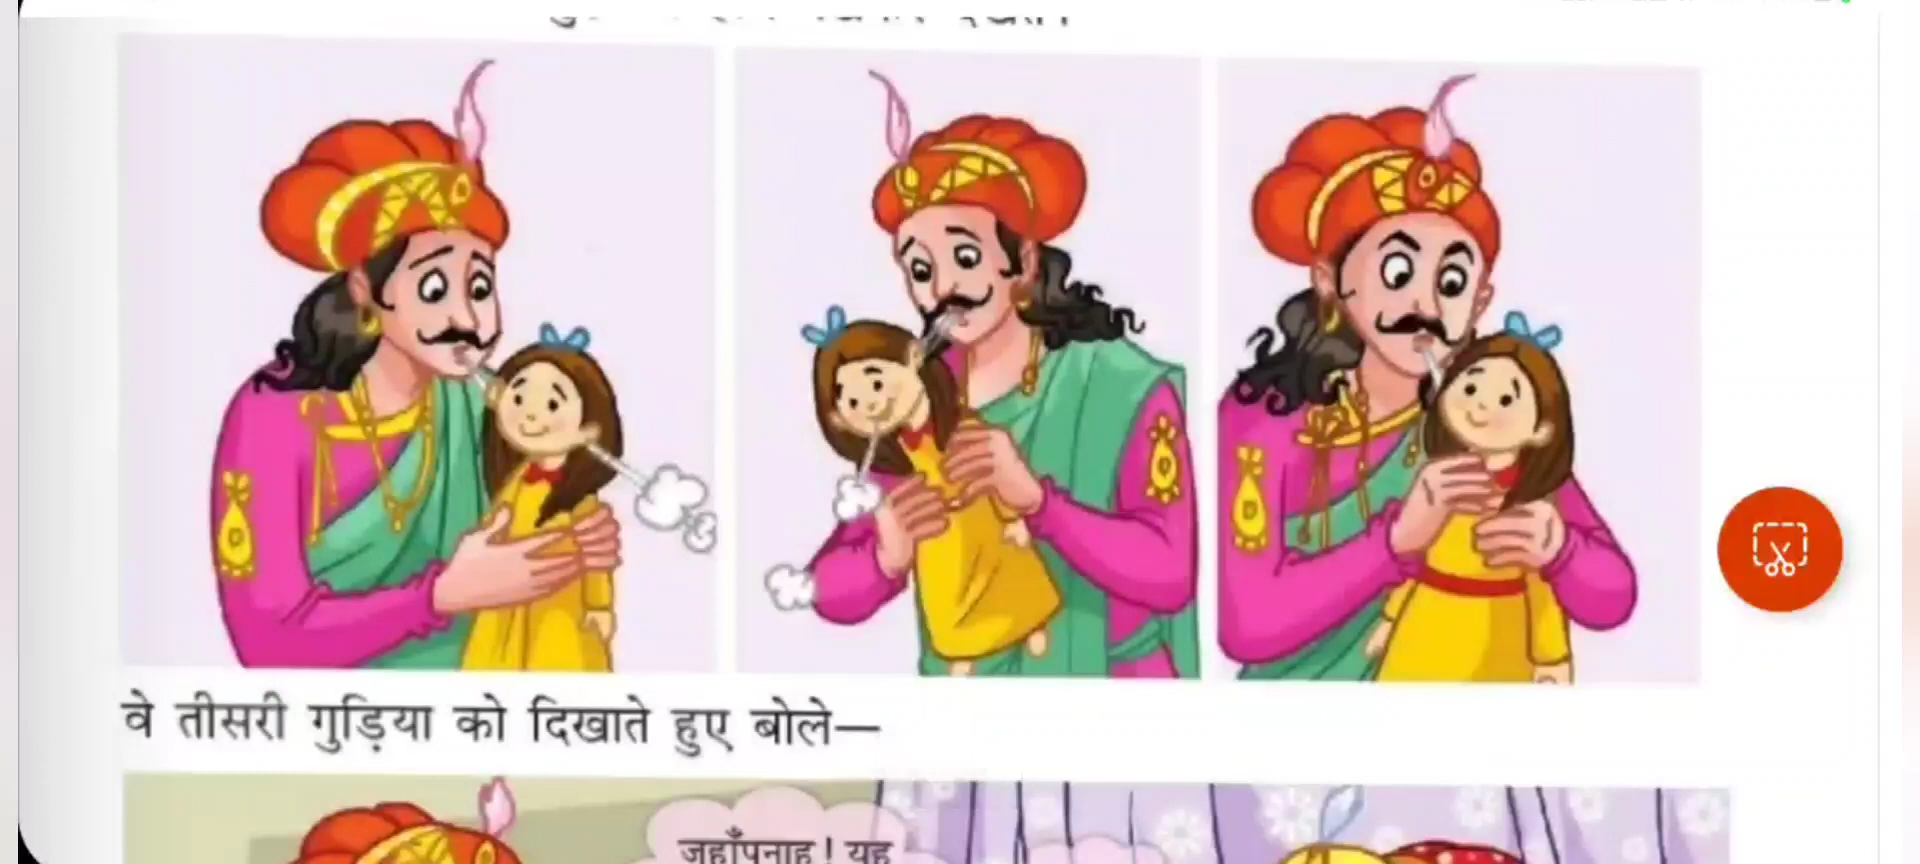 वे तीसरी गुड़िया को दिखाते हुए बोले—
जहाँपनाह! यह